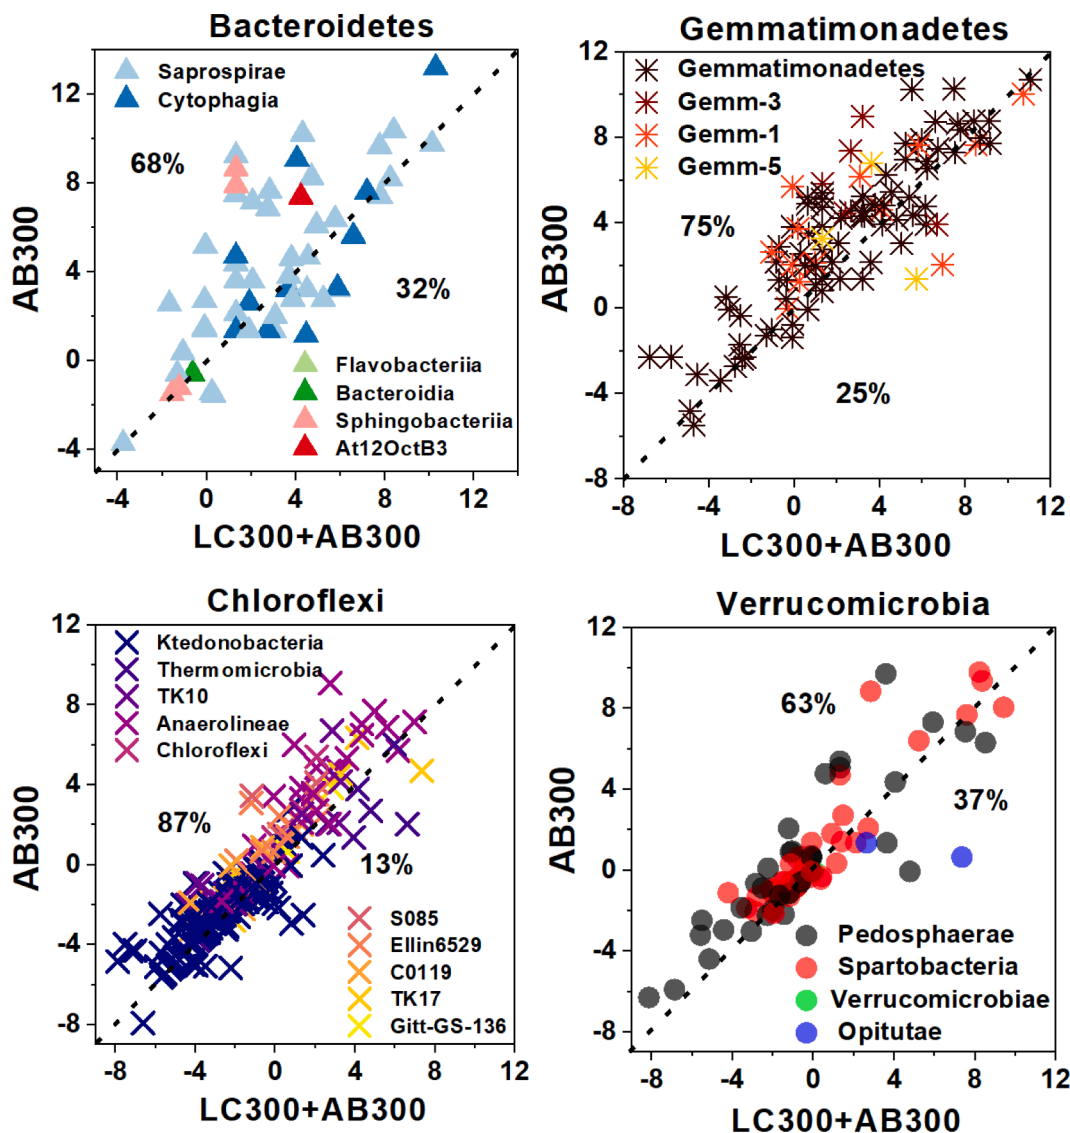 Bacteroidetes
AB300
12
8
4
0
-4
Saprospirae
Cytophagia
68%
32%
Flavobacteriia
Bacteroidia
Sphingobacteriia
At12OctB3
-4 0 4 8 12
LC300+AB300
Gemmatimonadetes
AB300
12
8
4
0
-4
-8
Gemmatimonadetes
Gemm-3
Gemm-1
Gemm-5
75%
25%
-8 -4 0 4 8 12
LC300+AB300
Chloroflexi
AB300
12
8
4
0
-4
-8
Ktedonobacteria
Thermomicrobia
TK10
Anaerolineae
Chloroflexi
87%
13%
S085
Ellin6529
C0119
TK17
Gitt-GS-136
-8 -4 0 4 8 12
LC300+AB300
Verrucomicrobia
AB300
12
8
4
0
-4
-8
63%
37%
Pedosphaerae
Spartobacteria
Verrucomicrobiae
Opitutae
-8 -4 0 4 8 12
LC300+AB300